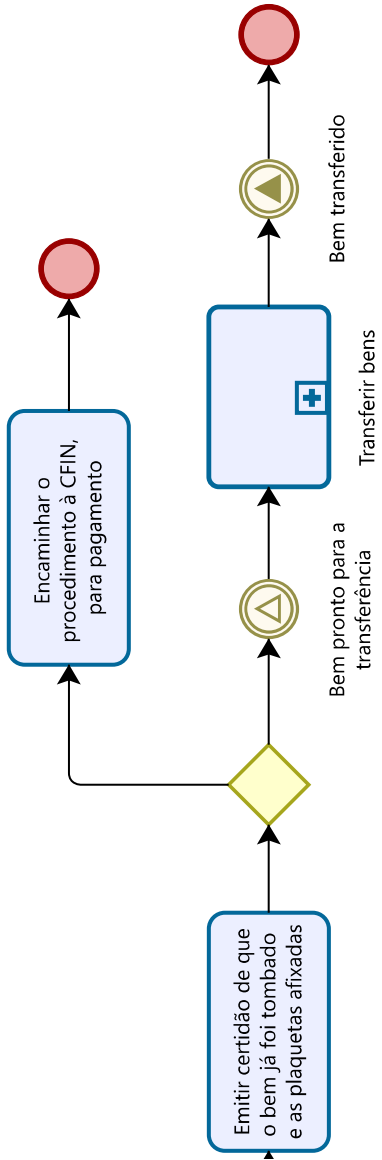 Emitir certidão de que
o bem já foi tombado
e as plaquetas afixadas
Encaminhar o
procedimento à CFIN,
para pagamento
Bem pronto para a
transferência
Transferir bens
Bem transferido